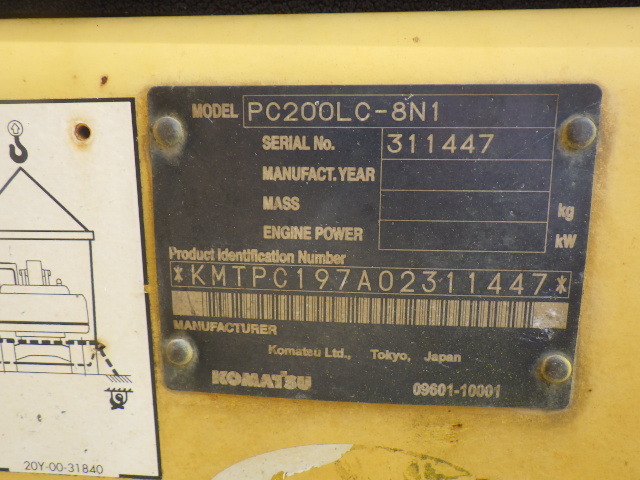 MODEL PC200LC-8N1
SERIAL No. 311447
MANUFACT. YEAR
MASS kg
ENGINE POWER kW
Product Identification Number
*KMTPC197A02311447*
MANUFACTURER
Komatsu Ltd., Tokyo, Japan
KOMATSU 09601-10001
20Y-00-31840